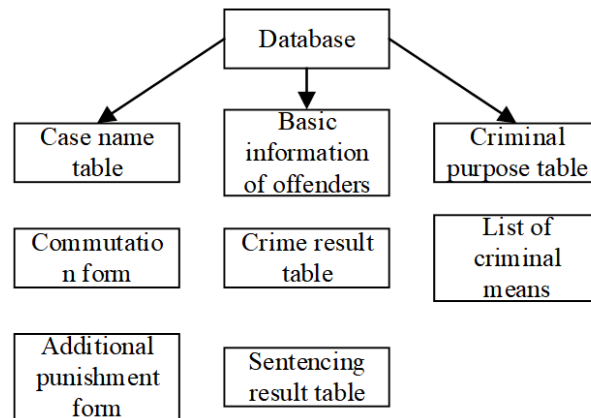 Database
Case name
table
Basic
information
of offenders
Criminal
purpose table
Commutatio
n form
Crime result
table
List of
criminal
means
Additional
punishment
form
Sentencing
result table